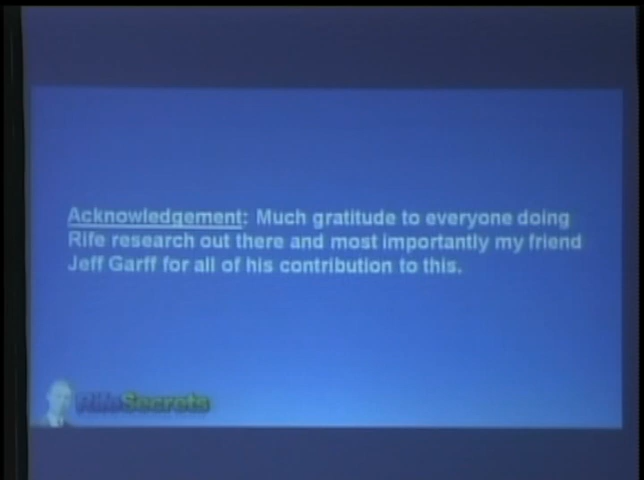 Acknowledgement: Much gratitude to everyone doing
Rife research out there and most importantly my friend
Jeff Garff for all of his contribution to this.
RifeSecrets